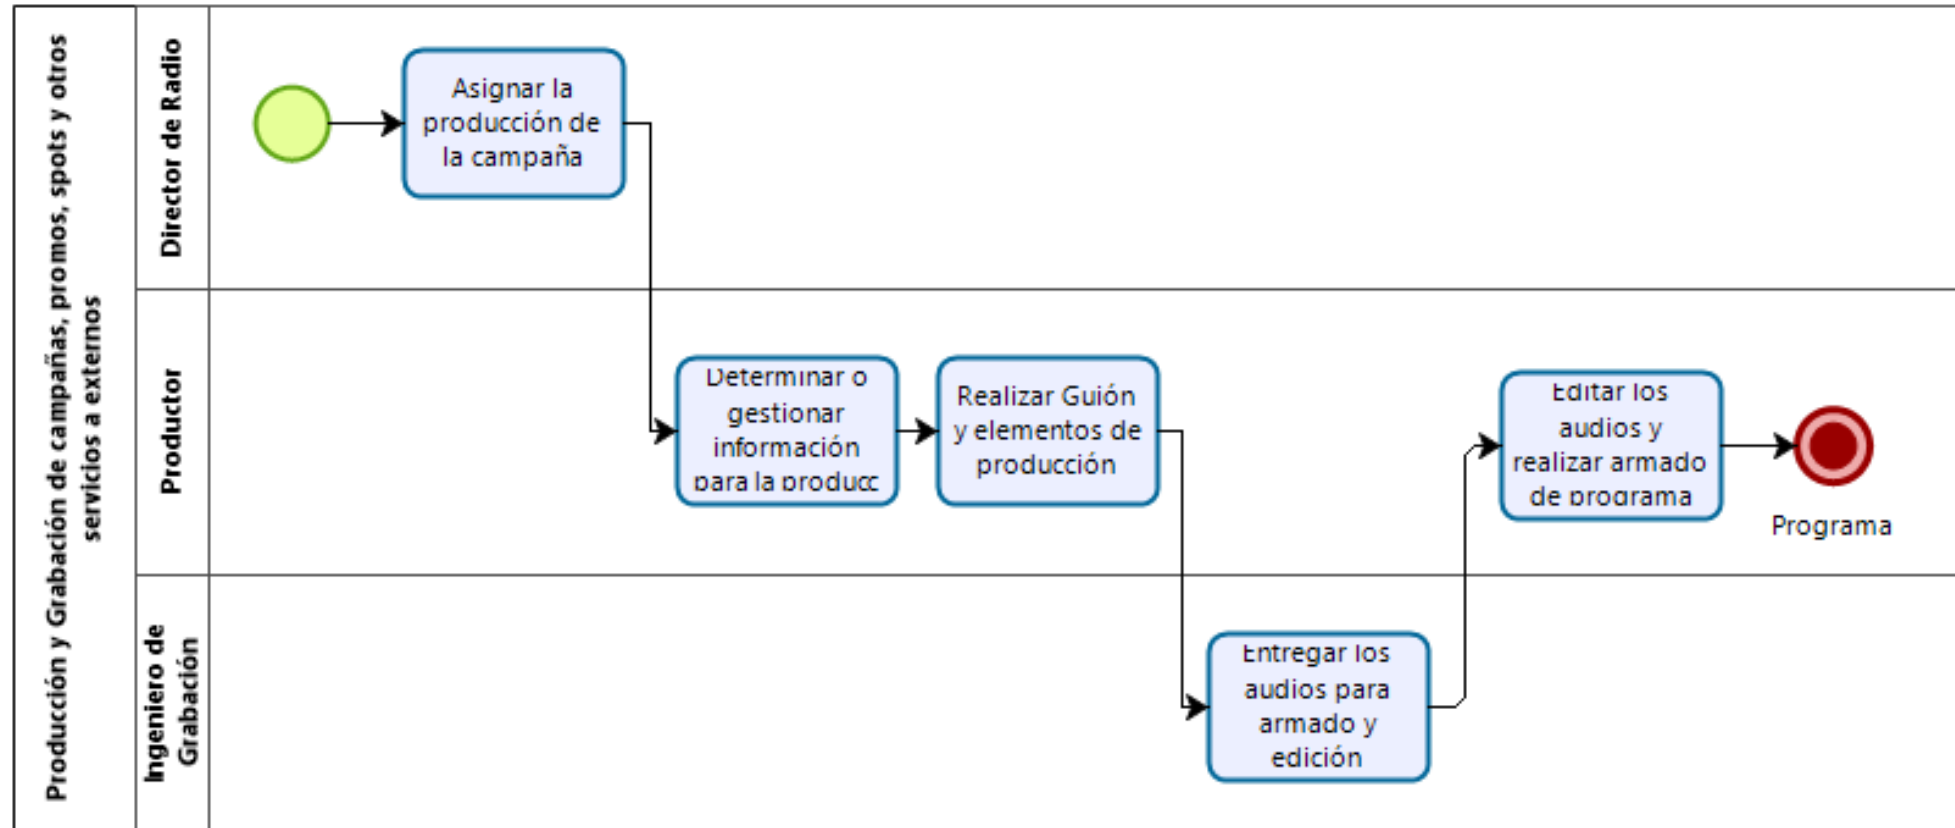 Producción y Grabación de campañas, promos, spots y otros
servicios a externos
Director de Radio
Asignar la
producción de
la campaña
Productor
Determinar o
gestionar
información
para la producc
Realizar Guión
y elementos de
producción
Editar los
audios y
realizar armado
de programa
Programa
Ingeniero de
Grabación
Entregar los
audios para
armado y
edición